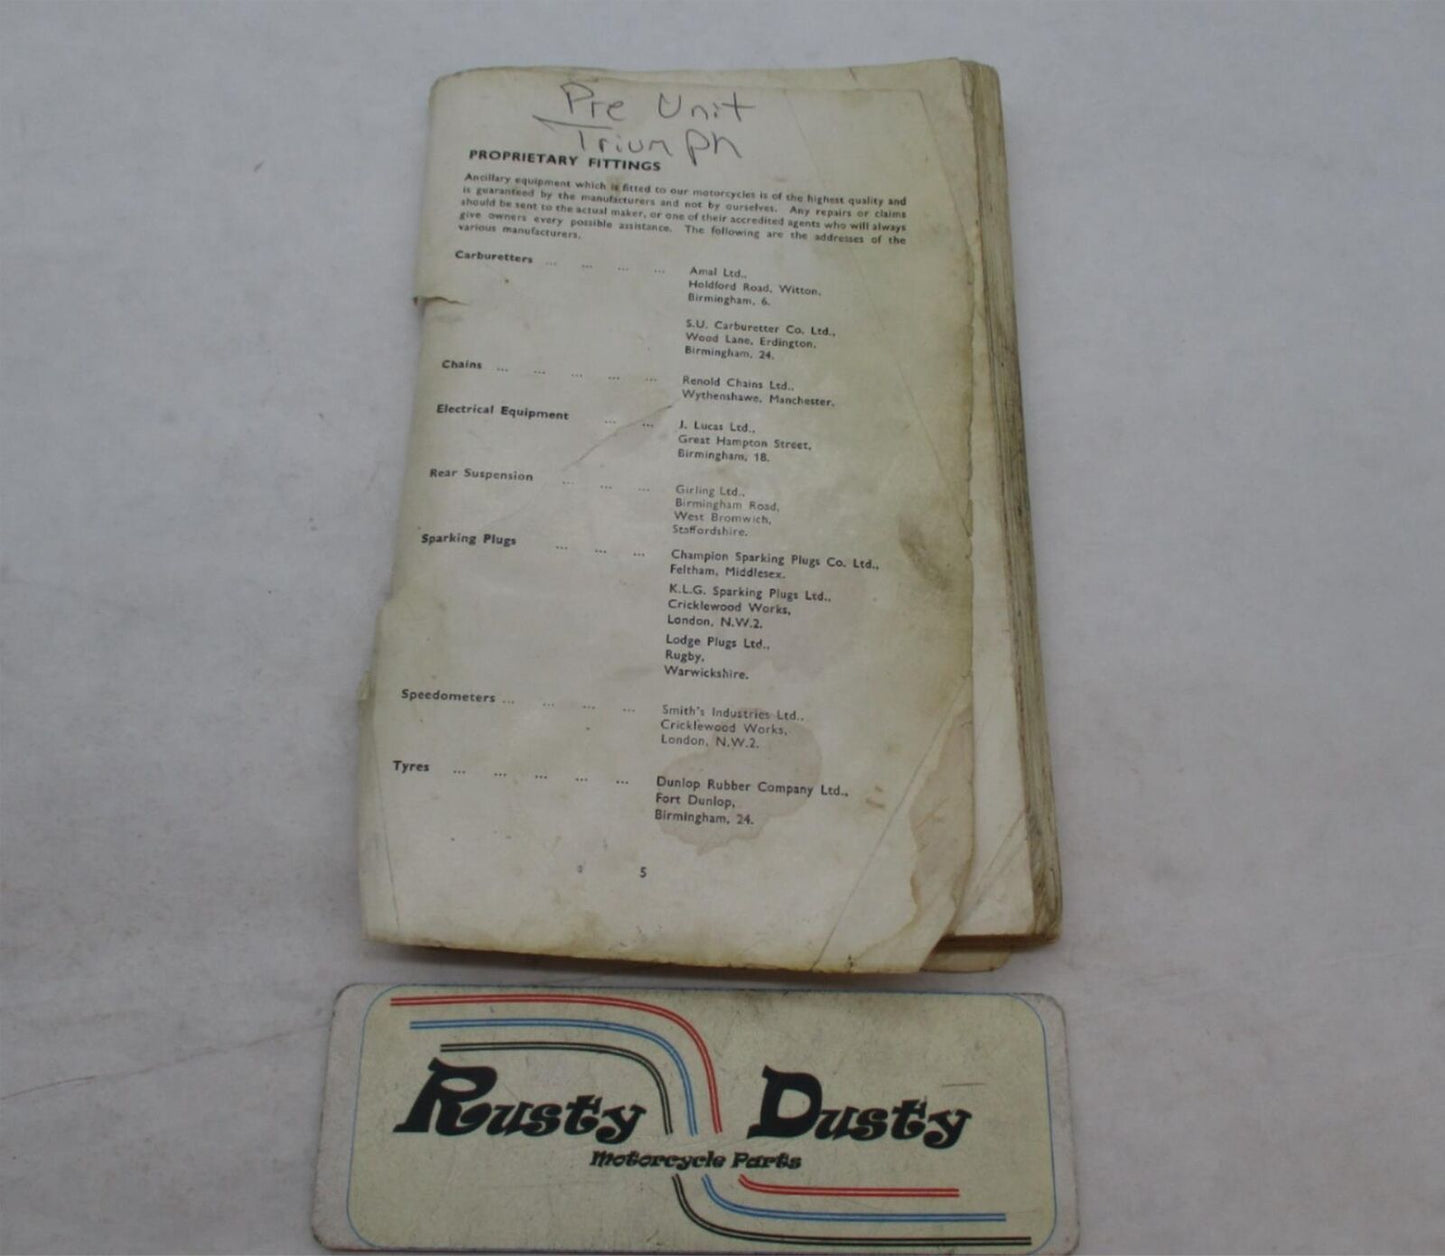 Pre Unit
Triumph
PROPRIETARY FITTINGS
Ancillary equipment which is fitted to our motorcycles is of the highest quality and
is guaranteed by the manufacturers and not by ourselves. Any repairs or claims
should be sent to the actual maker, or one of their accredited agents who will always
give owners every possible assistance. The following are the addresses of the
various manufacturers.
Carburetters ... ... ... ... Amal Ltd.,
Holdford Road, Witton,
Birmingham, 6.
S.U. Carburetter Co. Ltd.,
Wood Lane, Erdington,
Birmingham, 24.
Chains ... ... ... ... ... Renold Chains Ltd.,
Wythenshawe, Manchester.
Electrical Equipment ... ... J. Lucas Ltd.,
Great Hampton Street,
Birmingham, 18.
Rear Suspension ... ... ... Girling Ltd.,
Birmingham Road,
West Bromwich,
Staffordshire.
Sparking Plugs ... ... ... Champion Sparking Plugs Co. Ltd.,
Feltham, Middlesex.
K.L.G. Sparking Plugs Ltd.,
Cricklewood Works,
London, N.W.2.
Lodge Plugs Ltd.,
Rugby,
Warwickshire.
Speedometers ... ... ... ... Smith's Industries Ltd.,
Cricklewood Works,
London, N.W.2.
Tyres ... ... ... ... ... Dunlop Rubber Company Ltd.,
Fort Dunlop,
Birmingham, 24.
5
Rusty Dusty
Motorcycle Parts